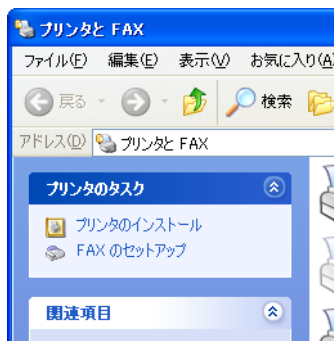 プリンタと FAX
ファイル(F) 編集(E) 表示(V) お気に入り(A)
戻る 検索
アドレス(D) プリンタと FAX
プリンタのタスク
プリンタのインストール
FAX のセットアップ
関連項目